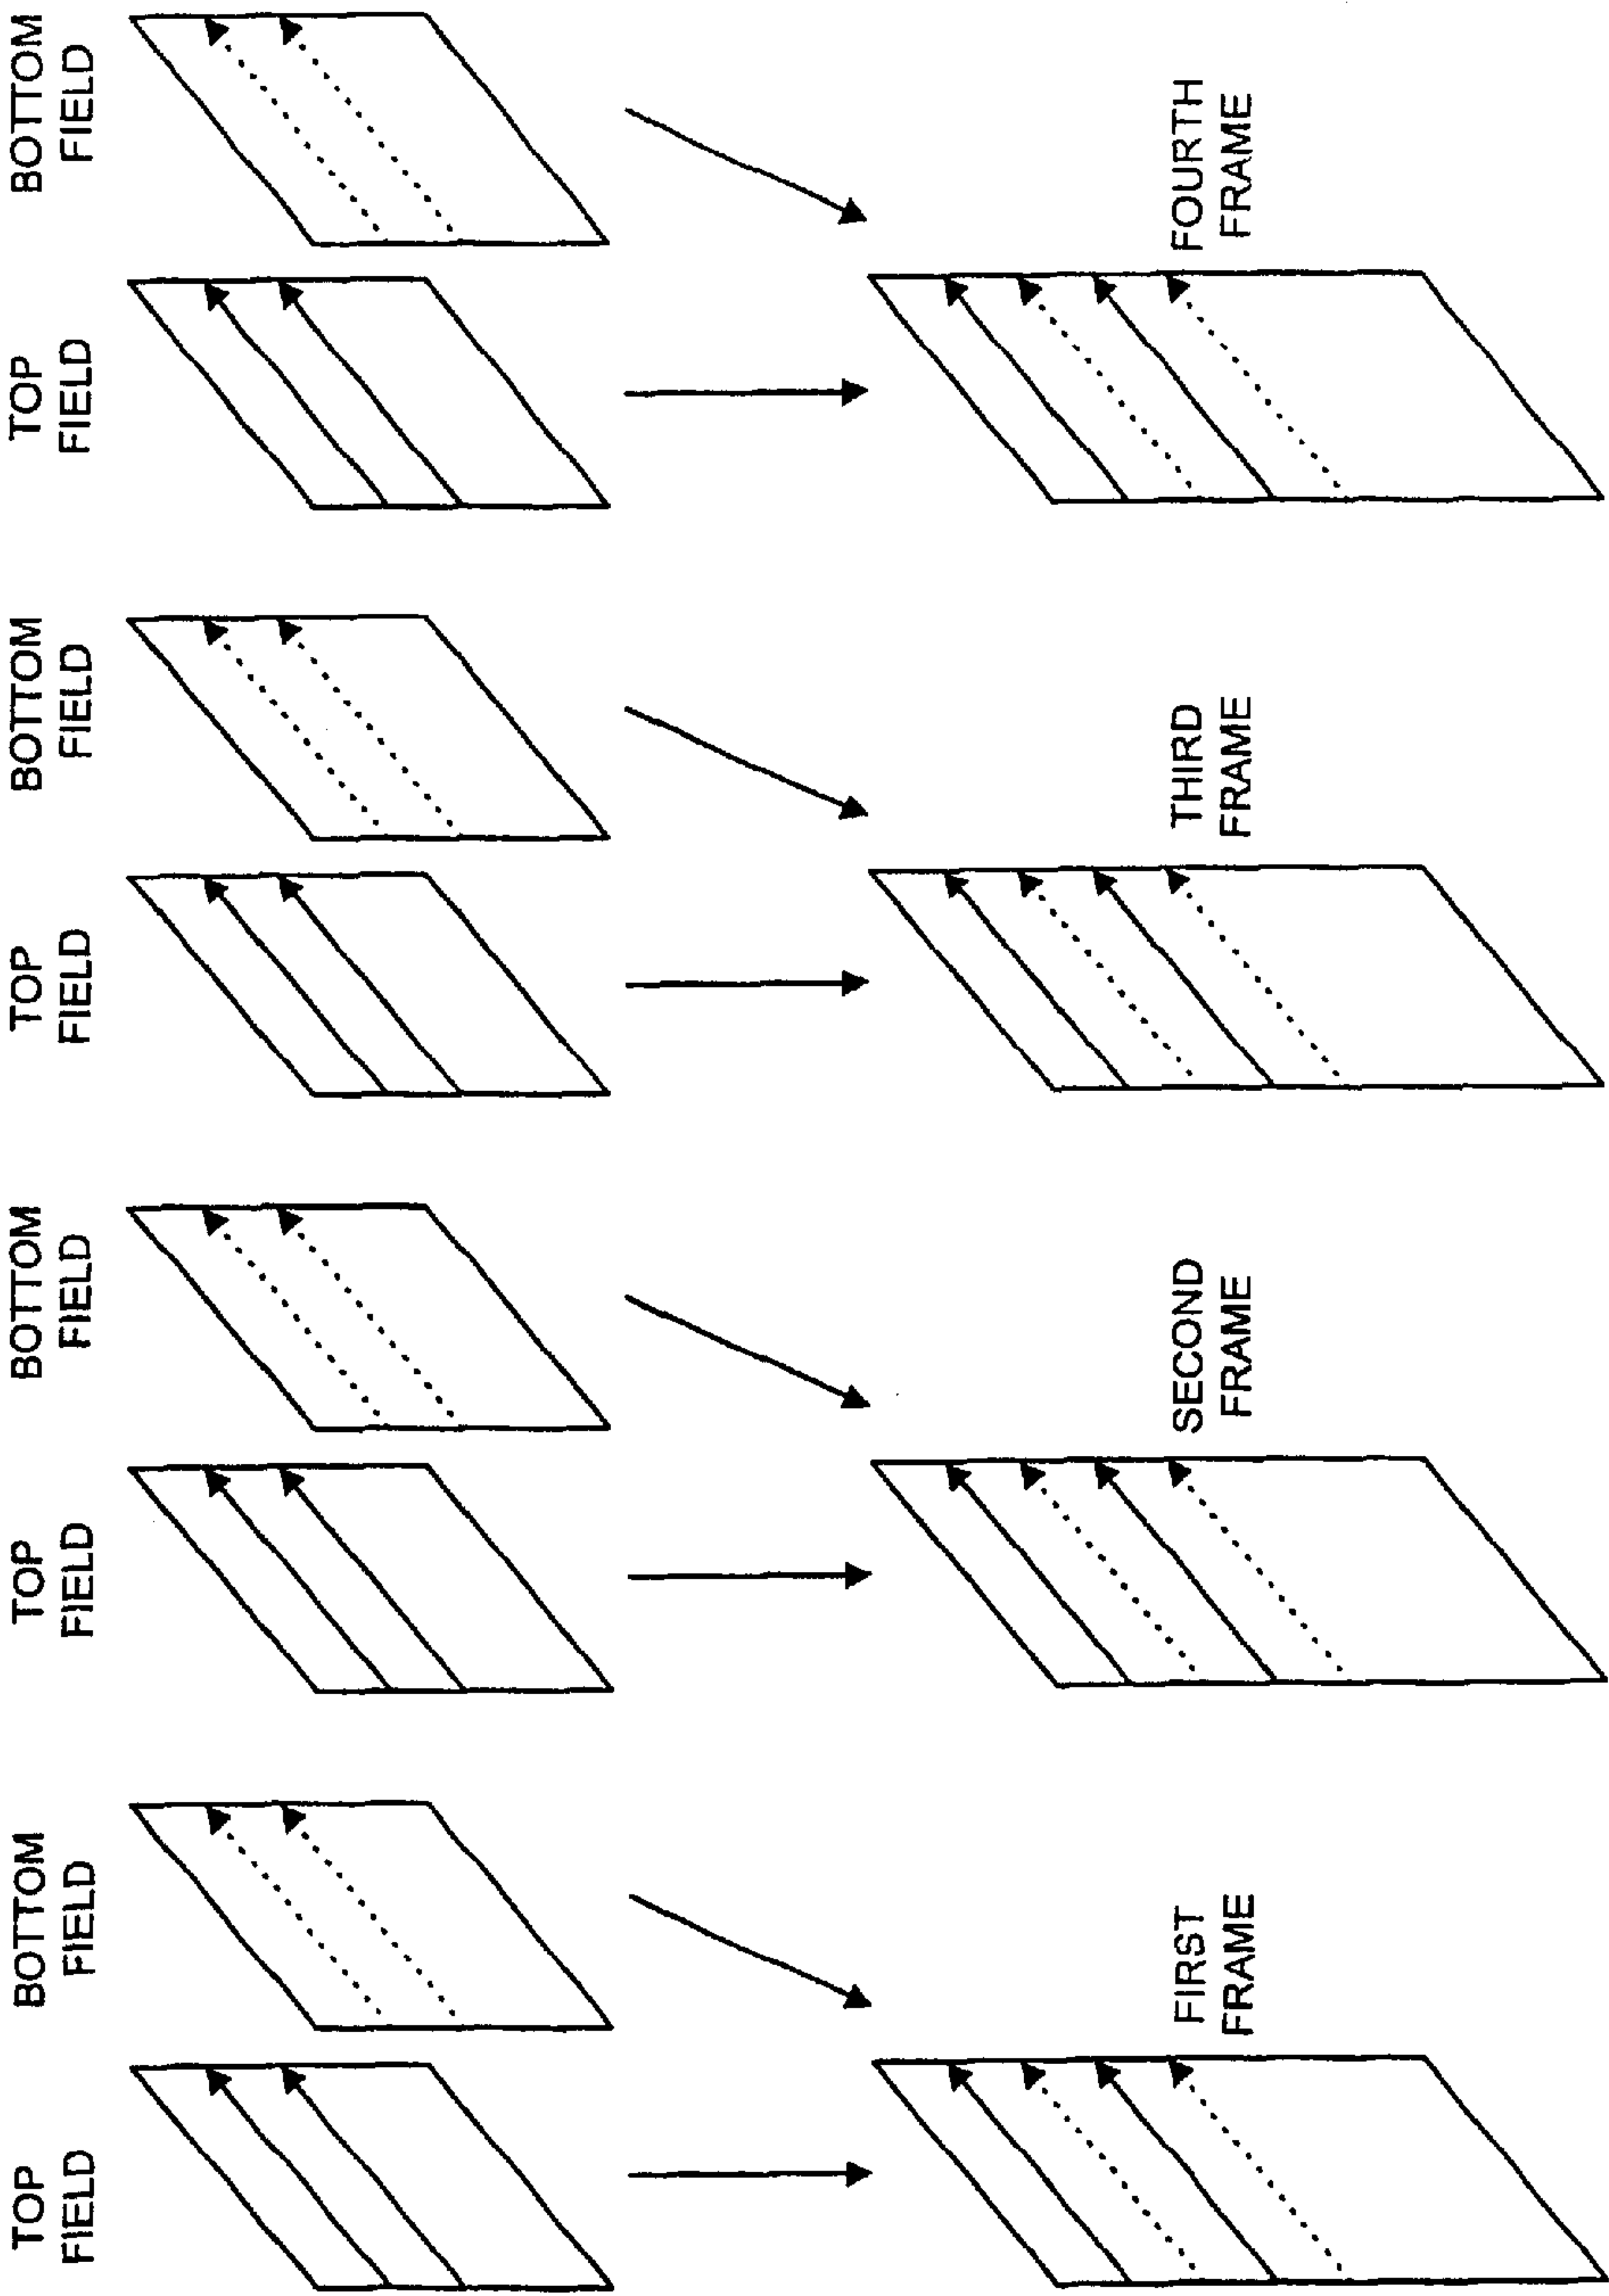 TOP
FIELD
BOTTOM
FIELD
TOP
FIELD
BOTTOM
FIELD
TOP
FIELD
BOTTOM
FIELD
TOP
FIELD
BOTTOM
FIELD
FIRST
FRAME
SECOND
FRAME
THIRD
FRAME
FOURTH
FRAME